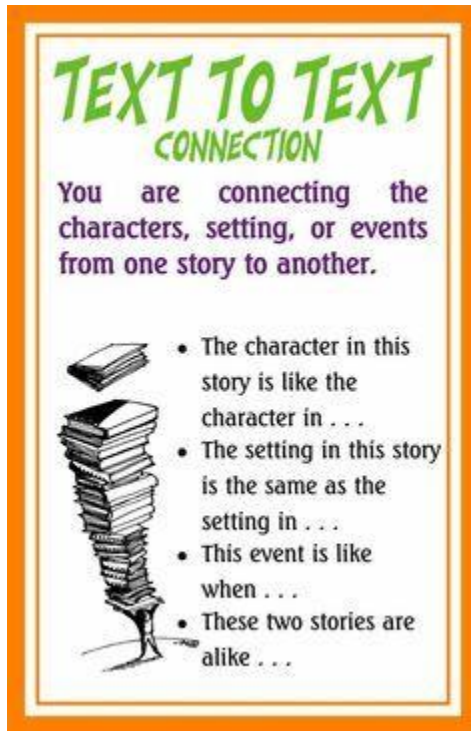 TEXT TO TEXT
CONNECTION
You are connecting the
characters, setting, or events
from one story to another.
• The character in this
story is like the
character in . . .
• The setting in this story
is the same as the
setting in . . .
• This event is like
when . . .
• These two stories are
alike . . .